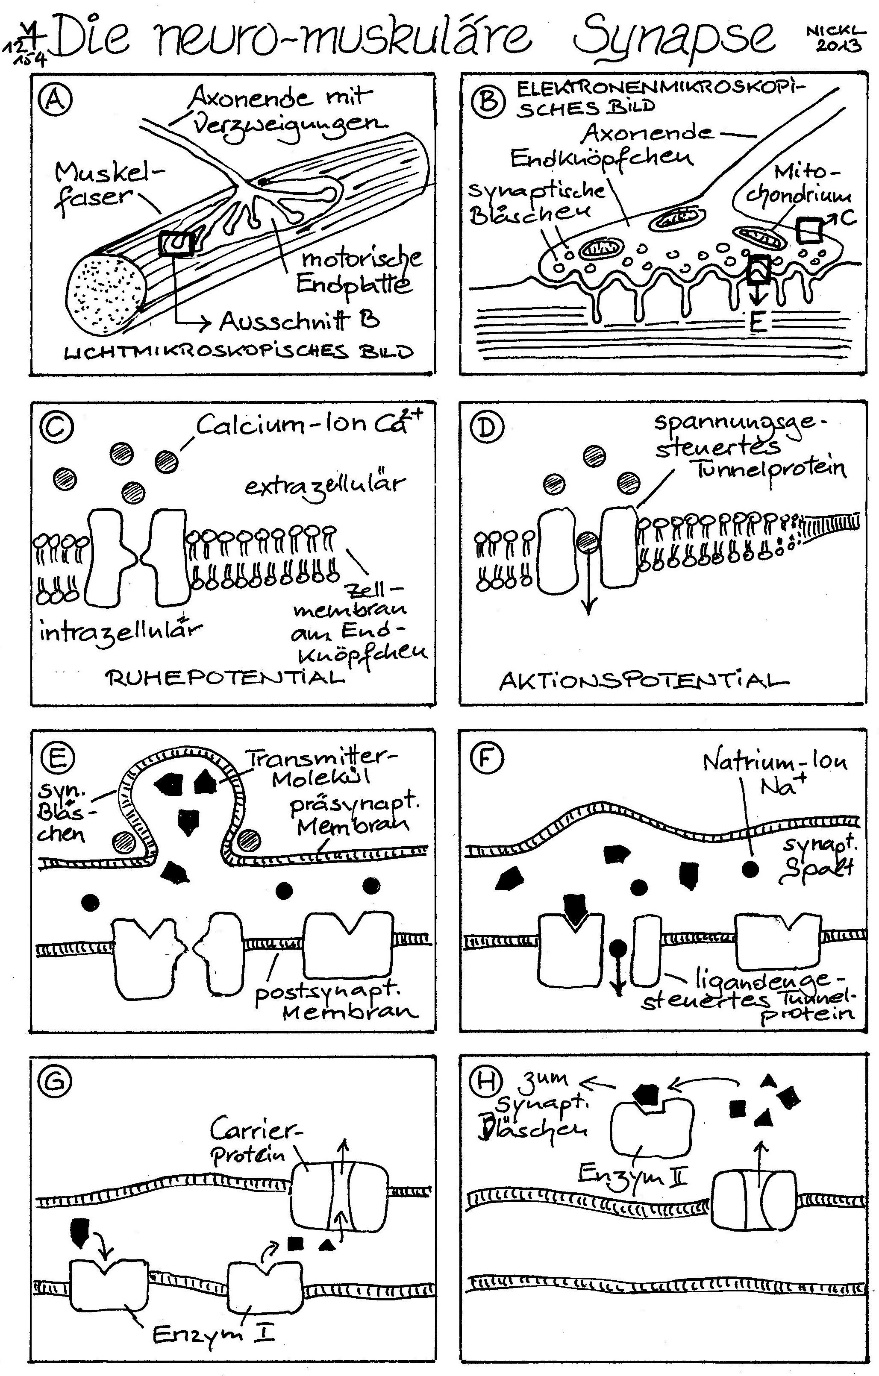 Die neuro-muskuläre Synapse
NICKL
2013
A
Axonende mit
Verzweigungen
Muskel-
faser
motorische
Endplatte
Ausschnitt B
LICHTMIKROSKOPISCHES BILD
B
ELEKTRONENMIKROSKOPI-
SCHES BILD
Axonende
Endknöpfchen
synaptische
Bläschen
Mito-
chondrium
C
E
C
Calcium-Ion Ca2+
extrazellulär
Zell-
membran
am End-
knöpfchen
intrazellulär
RUHEPOTENTIAL
D
spannungsge-
steuertes
Tunnelprotein
AKTIONSPOTENTIAL
E
Transmitter-
Molekül
syn.
Bläs-
chen
präsynapt.
Membran
postsynapt.
Membran
F
Natrium-Ion
Na+
synapt.
Spalt
ligandenge-
steuertes Tunnel-
protein
G
Carrier-
protein
Enzym I
H
zum
synapt.
Bläschen
Enzym II